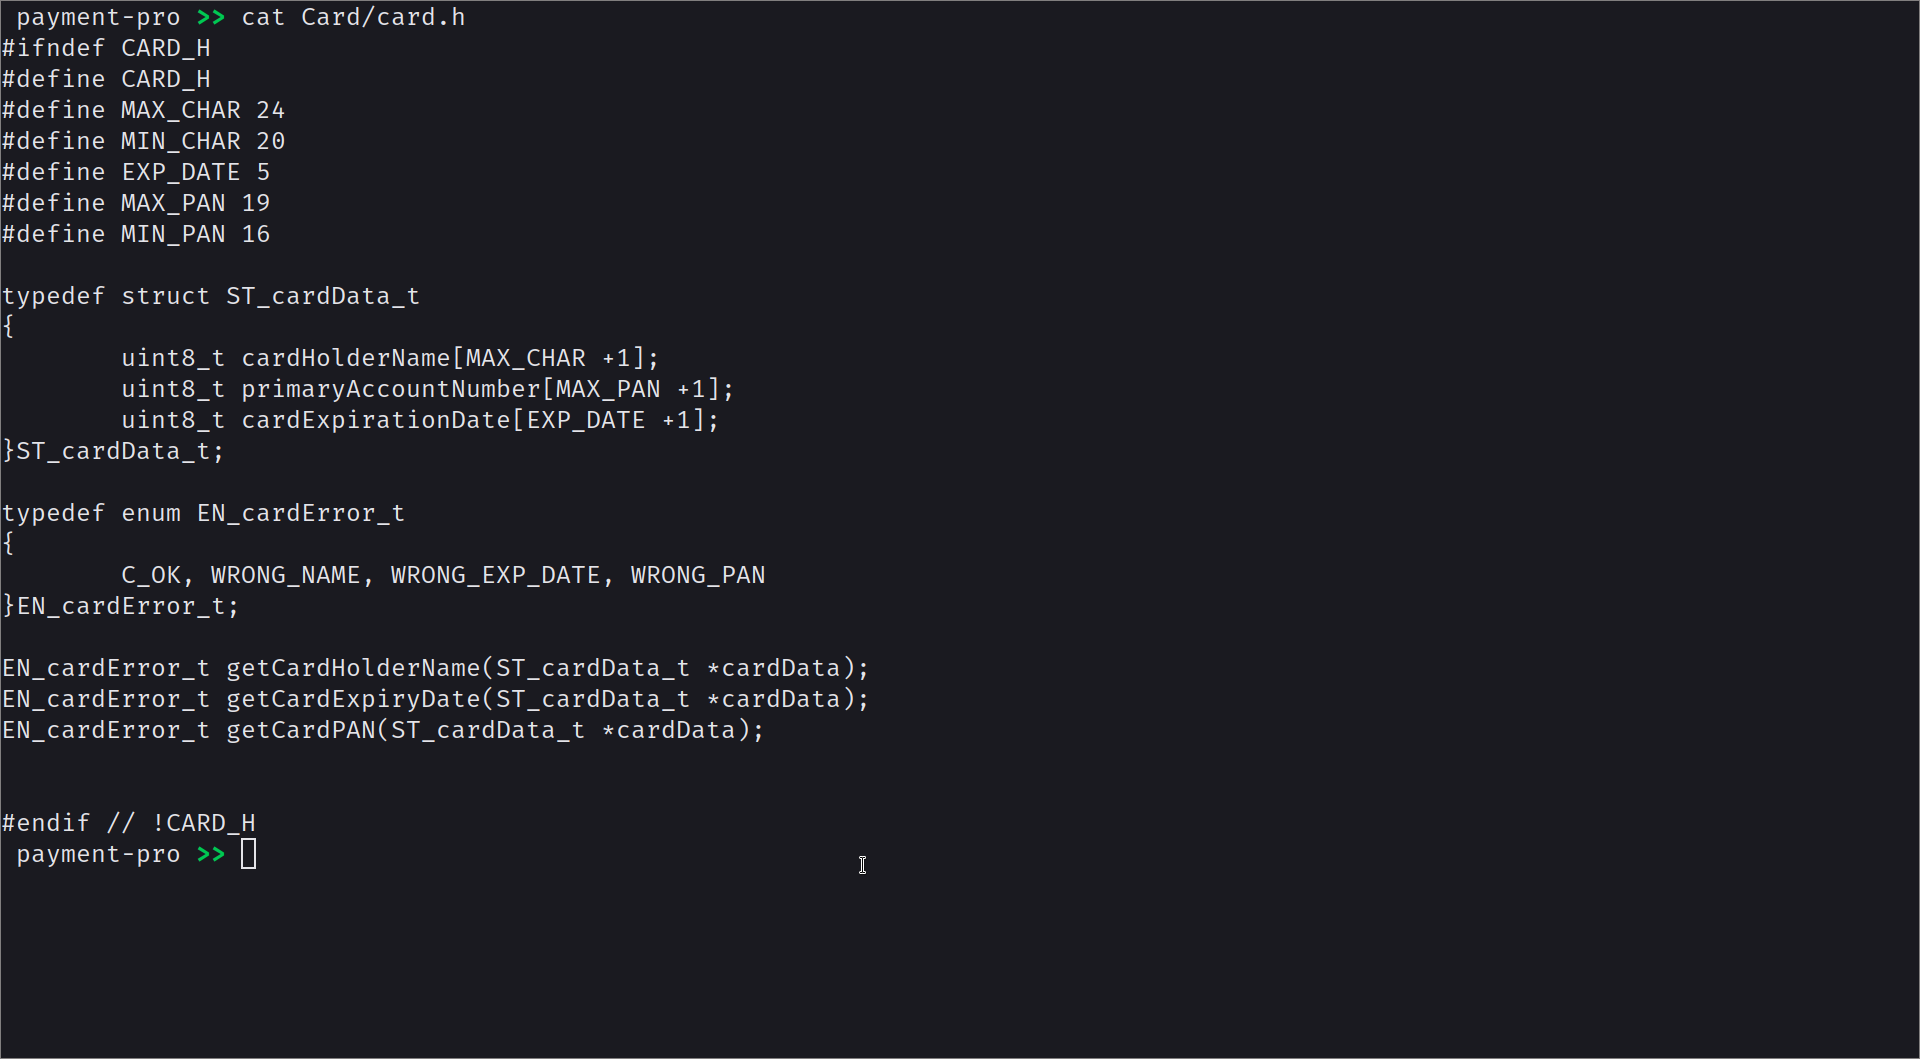 payment-pro >> cat Card/card.h
#ifndef CARD_H
#define CARD_H
#define MAX_CHAR 24
#define MIN_CHAR 20
#define EXP_DATE 5
#define MAX_PAN 19
#define MIN_PAN 16
typedef struct ST_cardData_t
{
        uint8_t cardHolderName[MAX_CHAR +1];
        uint8_t primaryAccountNumber[MAX_PAN +1];
        uint8_t cardExpirationDate[EXP_DATE +1];
}ST_cardData_t;
typedef enum EN_cardError_t
{
        C_OK, WRONG_NAME, WRONG_EXP_DATE, WRONG_PAN
}EN_cardError_t;
EN_cardError_t getCardHolderName(ST_cardData_t *cardData);
EN_cardError_t getCardExpiryDate(ST_cardData_t *cardData);
EN_cardError_t getCardPAN(ST_cardData_t *cardData);
#endif // !CARD_H
payment-pro >>